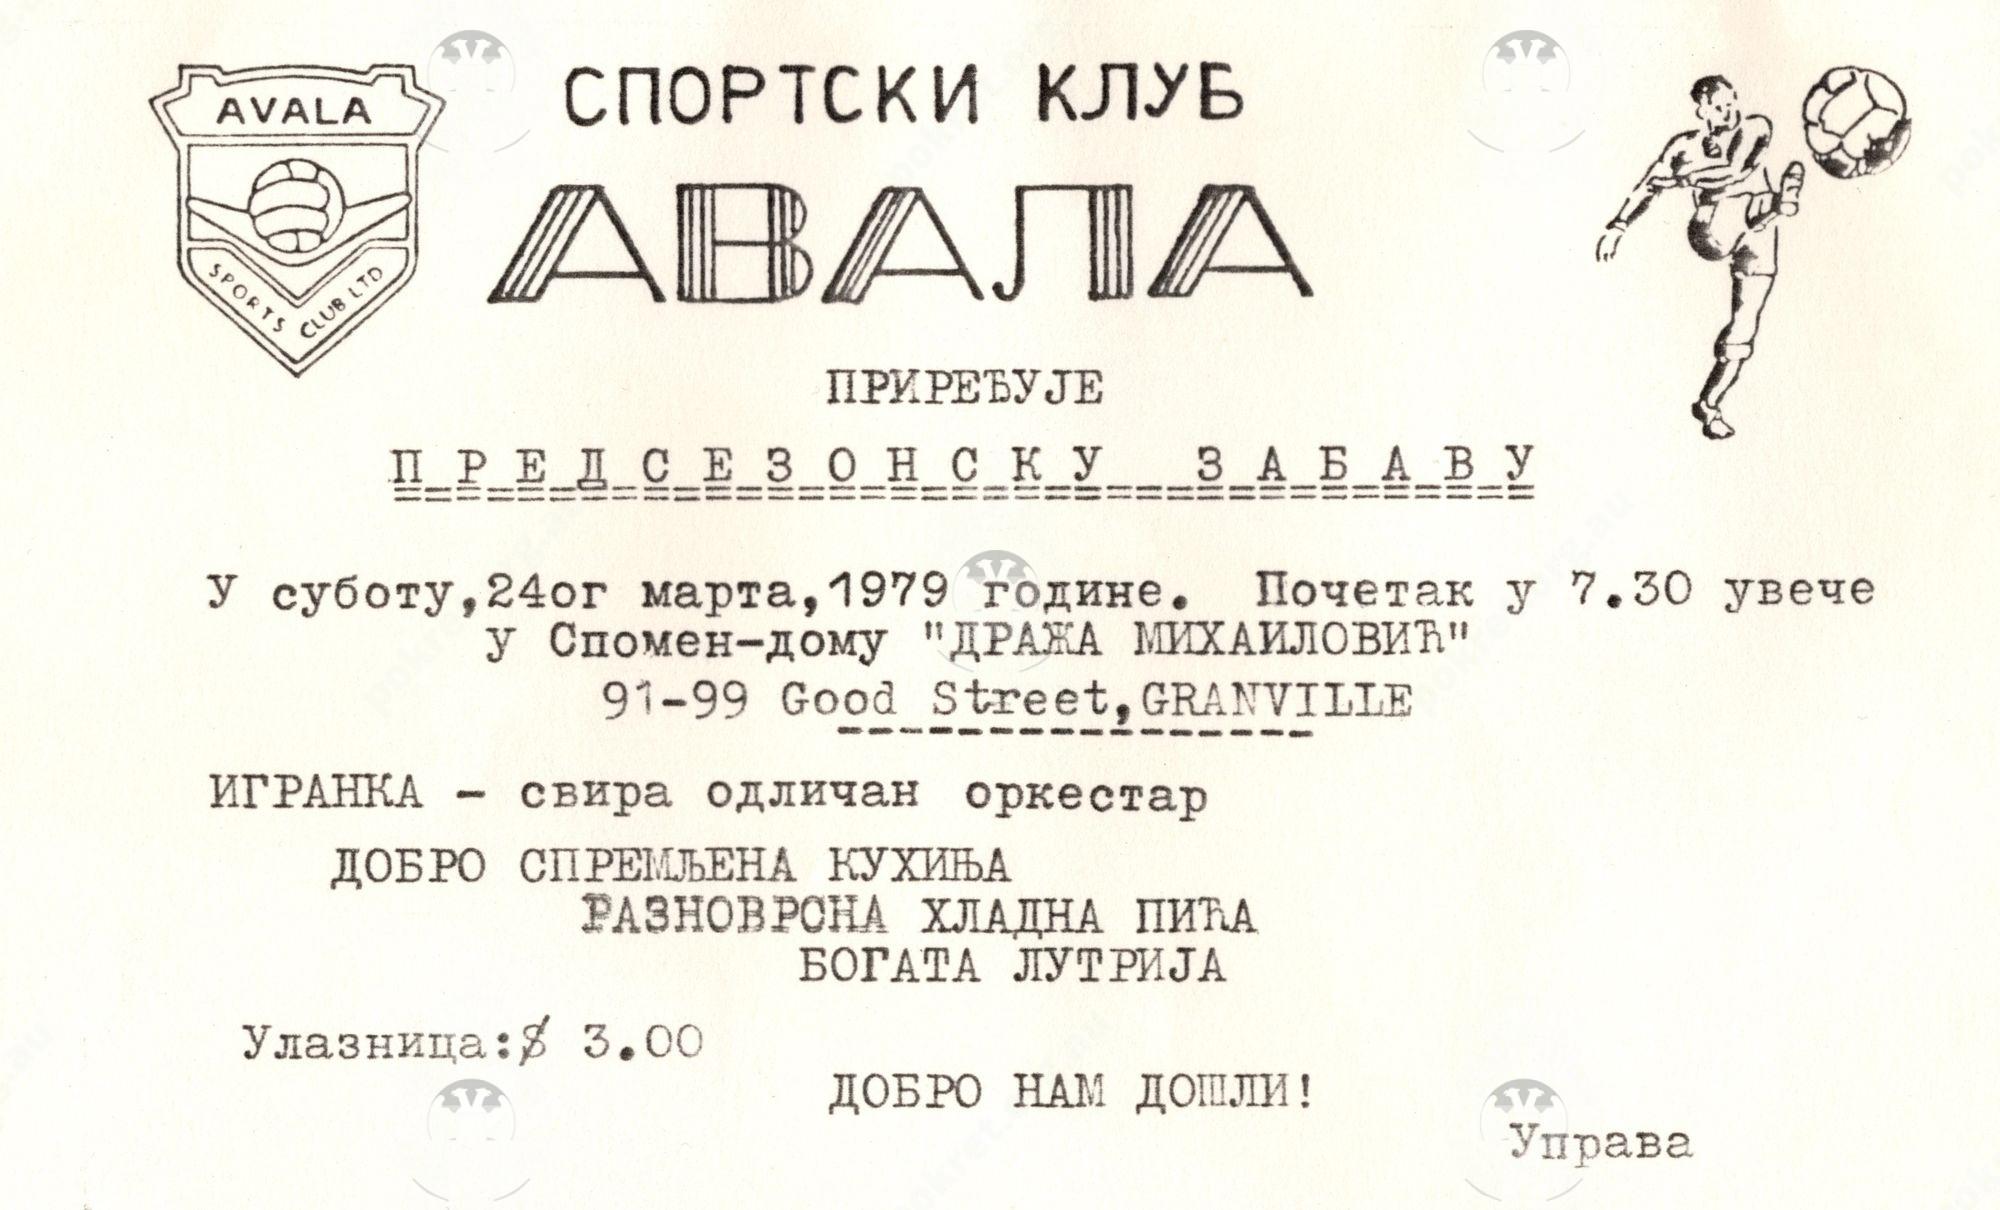 AVALA
SPORTS CLUB LTD
СПОРТСКИ КЛУБ
АВАЛА
ПРИРЕЂУЈЕ
ПРЕДСЕЗОНСКУ ЗАБАВУ
У суботу,24ог марта,1979 године. Почетак у 7.30 увече
у Спомен-дому "ДРАЖА МИХАИЛОВИЋ"
91-99 Good Street,GRANVILLE
ИГРАНКА - свира одличан оркестар
ДОБРО СПРЕМЉЕНА КУХИЊА
РАЗНОВРСНА ХЛАДНА ПИЋА
БОГАТА ЛУТРИЈА
Улазница:$ 3.00
ДОБРО НАМ ДОШЛИ!
Управа